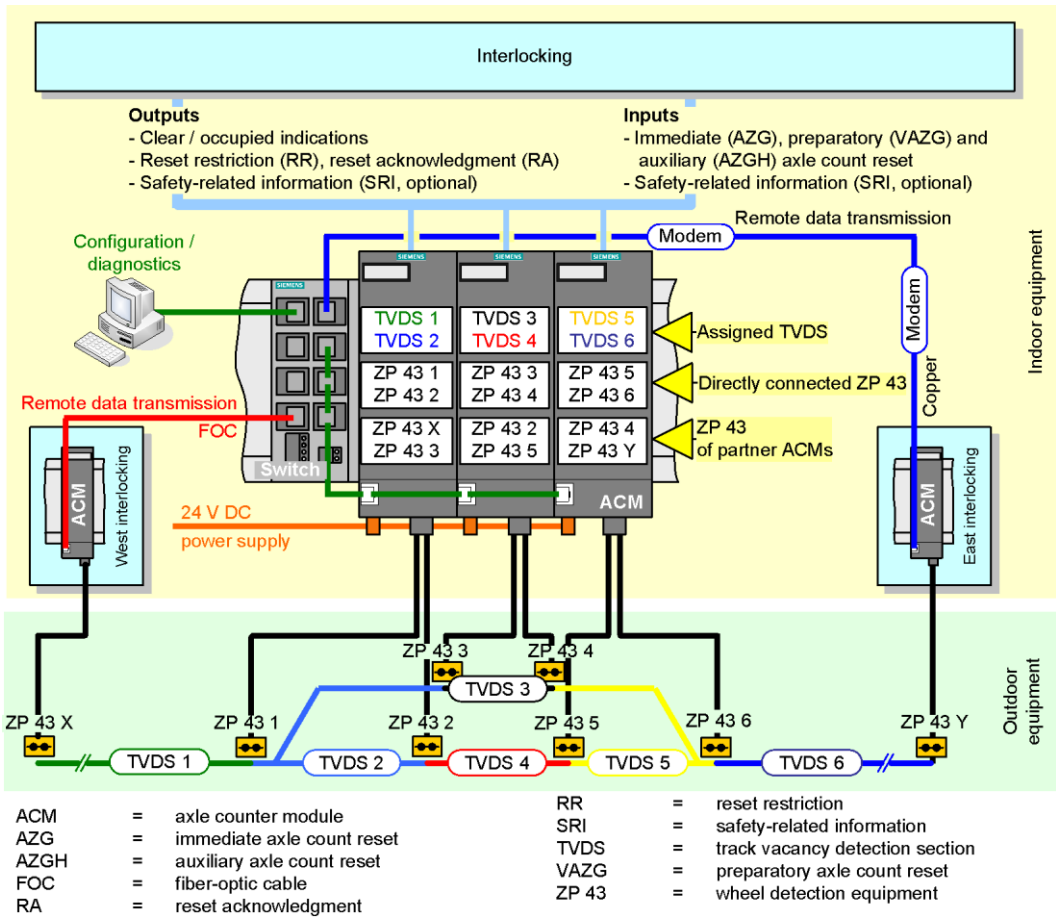 Interlocking
Outputs
- Clear / occupied indications
- Reset restriction (RR), reset acknowledgment (RA)
- Safety-related information (SRI, optional)
Inputs
- Immediate (AZG), preparatory (VAZG) and
auxiliary (AZGH) axle count reset
- Safety-related information (SRI, optional)
Remote data transmission
Modem
Modem
Copper
Indoor equipment
Configuration /
diagnostics
SIEMENS
SIEMENS
SIEMENS
SIEMENS
TVDS 1
TVDS 2
TVDS 3
TVDS 4
TVDS 5
TVDS 6
Assigned TVDS
ZP 43 1
ZP 43 2
ZP 43 3
ZP 43 4
ZP 43 5
ZP 43 6
Directly connected ZP 43
ZP 43 X
ZP 43 3
ZP 43 2
ZP 43 5
ZP 43 4
ZP 43 Y
ZP 43
of partner ACMs
Remote data transmission
FOC
Switch
ACM
24 V DC
power supply
ACM
West interlocking
ACM
East interlocking
ZP 43 3
ZP 43 4
TVDS 3
ZP 43 X
ZP 43 1
ZP 43 2
ZP 43 5
ZP 43 6
ZP 43 Y
TVDS 1
TVDS 2
TVDS 4
TVDS 5
TVDS 6
Outdoor
equipment
ACM = axle counter module
AZG = immediate axle count reset
AZGH = auxiliary axle count reset
FOC = fiber-optic cable
RA = reset acknowledgment
RR = reset restriction
SRI = safety-related information
TVDS = track vacancy detection section
VAZG = preparatory axle count reset
ZP 43 = wheel detection equipment